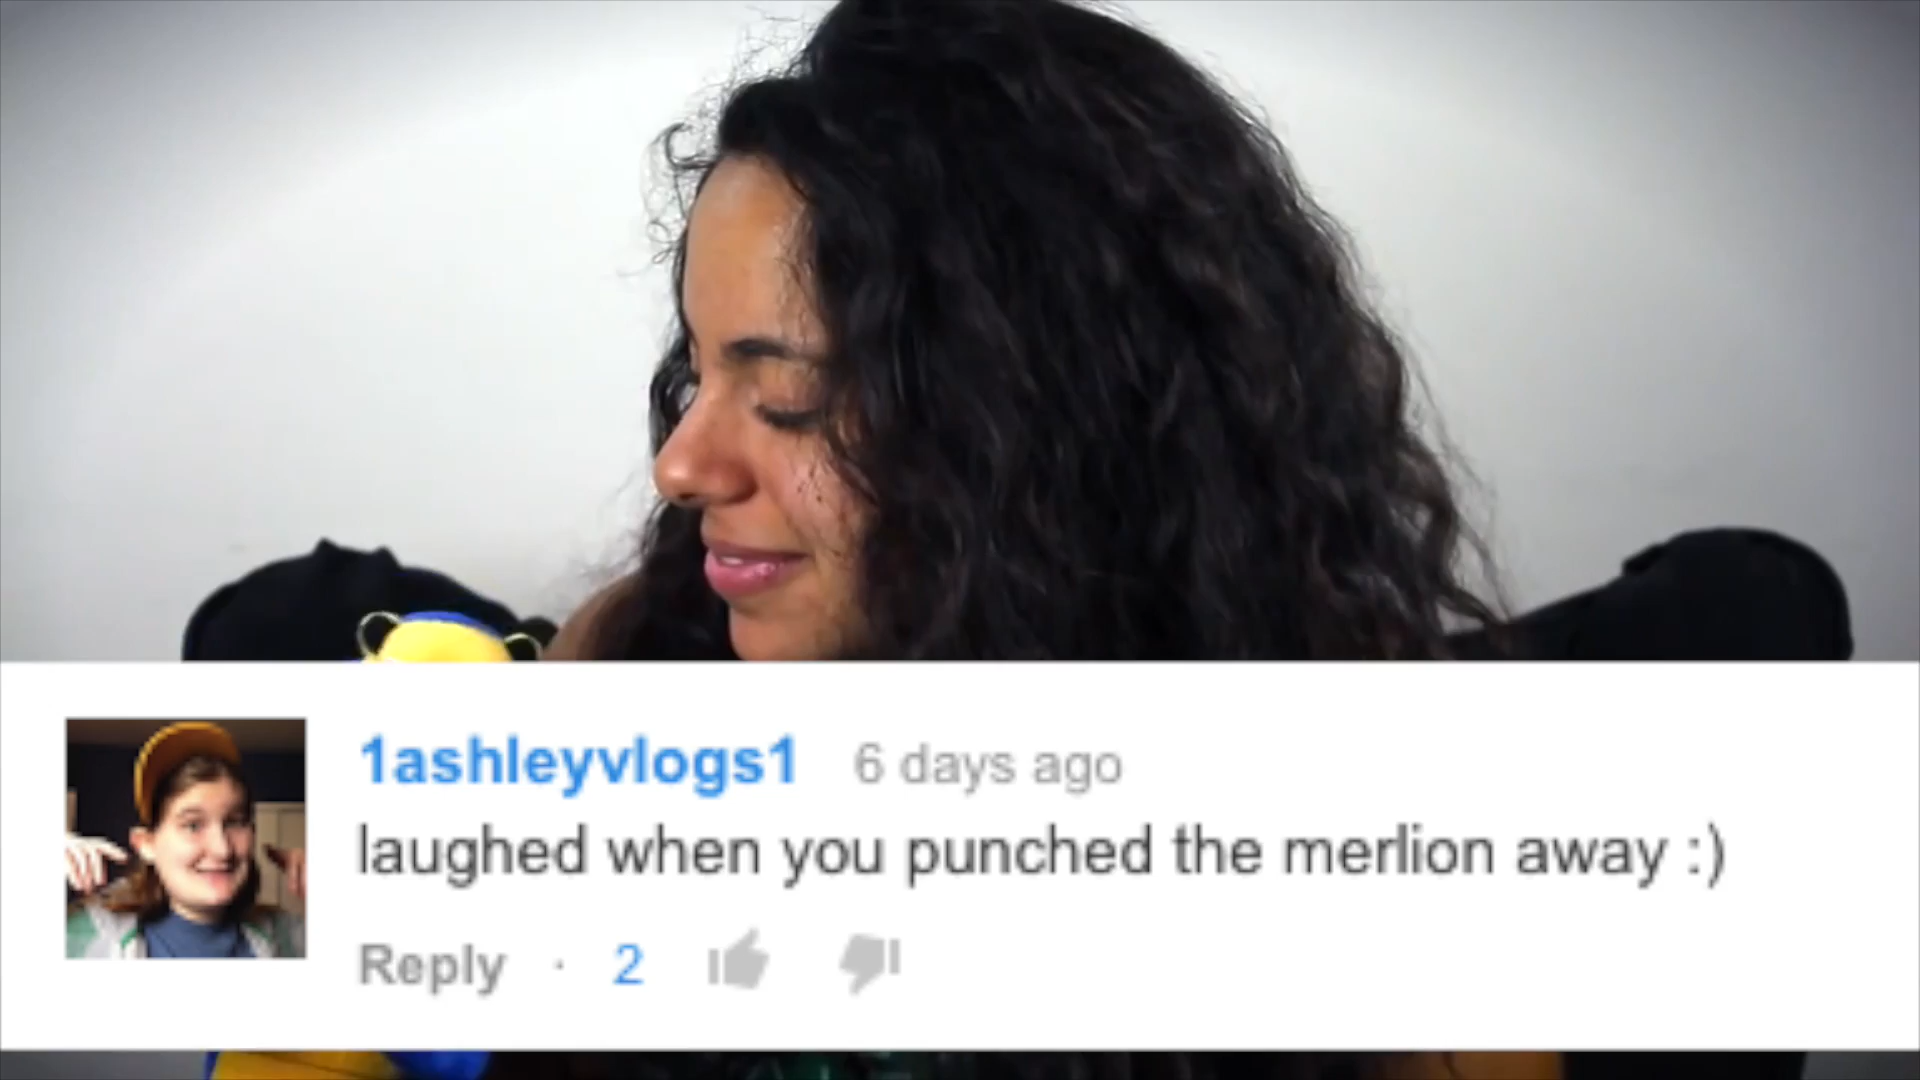 1ashleyvlogs1 6 days ago
laughed when you punched the merlion away :)
Reply · 2